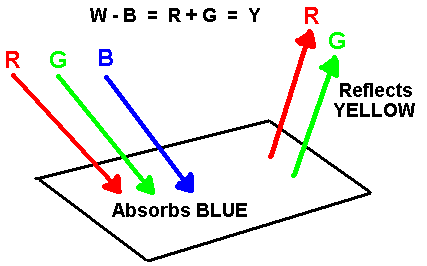 W - B = R + G = Y
R
G
R
G
B
Reflects
YELLOW
Absorbs BLUE